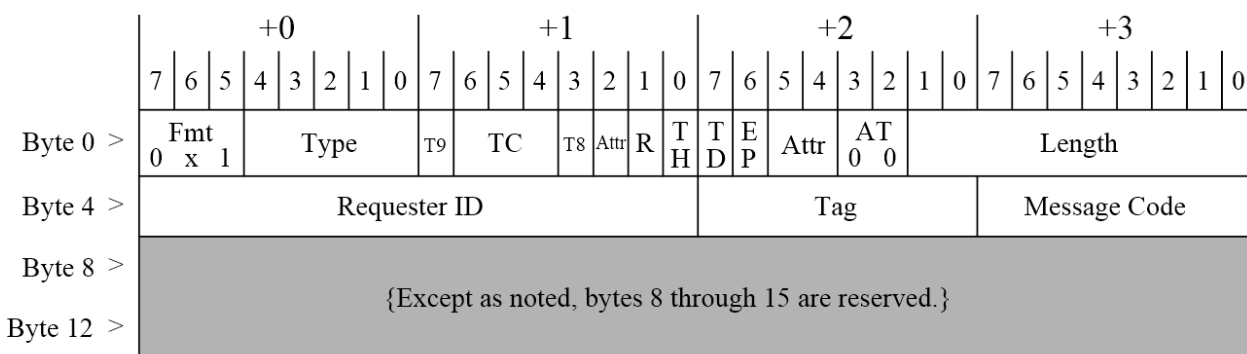 +0 +1 +2 +3
7 6 5 4 3 2 1 0 7 6 5 4 3 2 1 0 7 6 5 4 3 2 1 0 7 6 5 4 3 2 1 0
Byte 0 > Fmt 0 x 1 Type T9 TC T8 Attr R TH TD EP Attr AT 0 0 Length
Byte 4 > Requester ID Tag Message Code
Byte 8 >
{Except as noted, bytes 8 through 15 are reserved.}
Byte 12 >